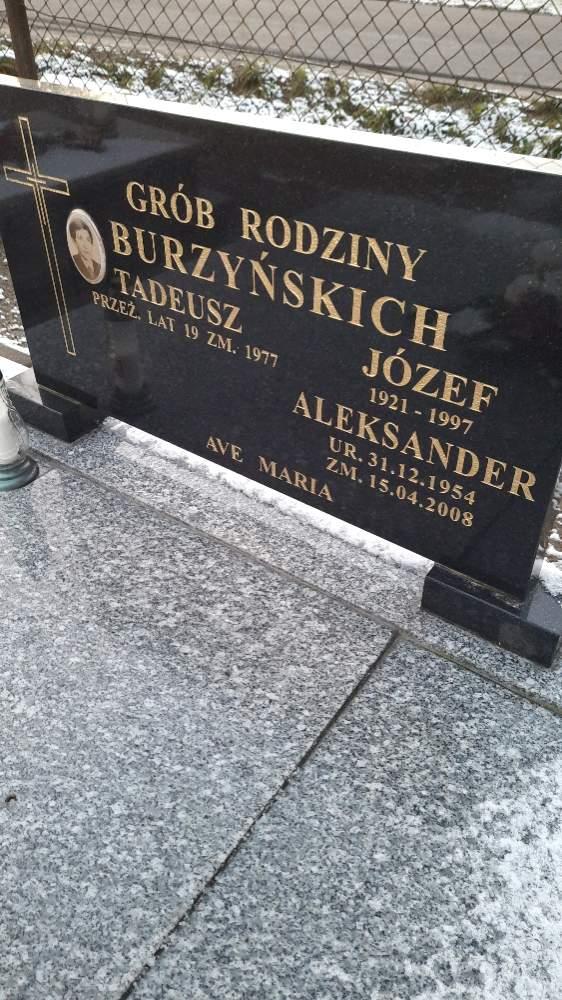 GRÓB RODZINY
BURZYŃSKICH
TADEUSZ
PRZEŻ. LAT 19 ZM. 1977
JÓZEF
1921 - 1997
ALEKSANDER
UR. 31.12.1954
ZM. 15.04.2008
AVE MARIA